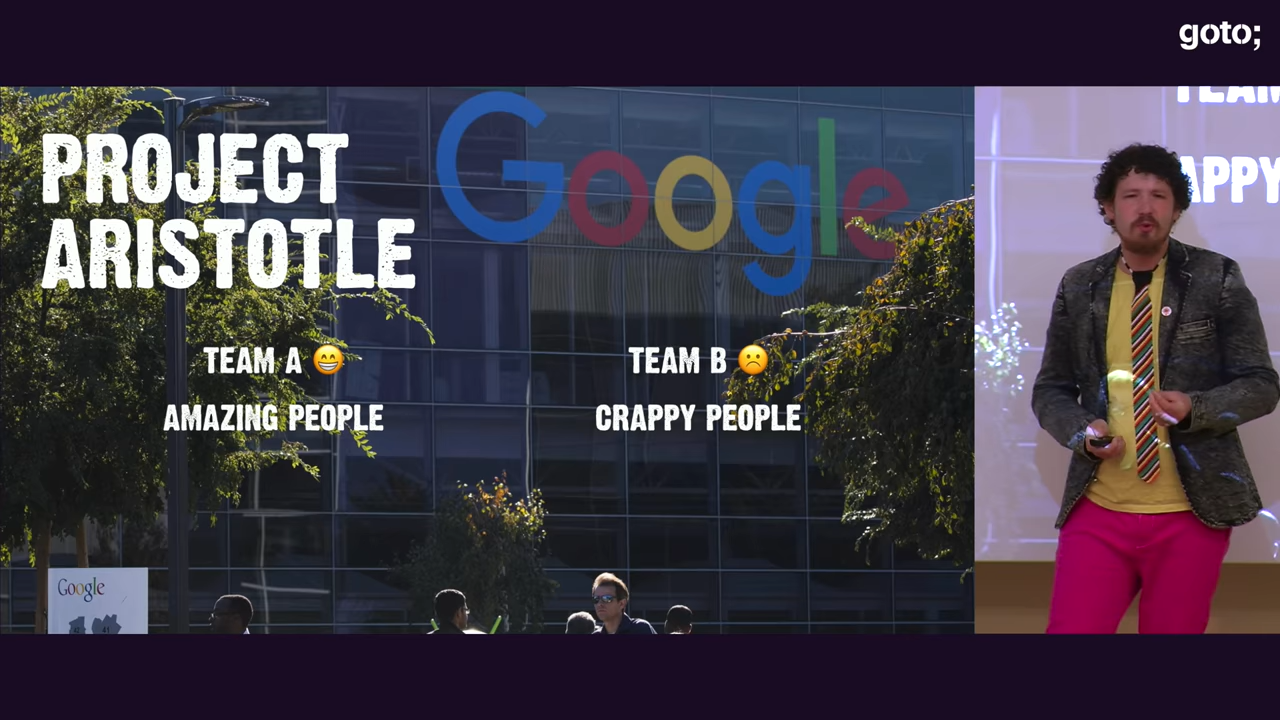 goto;
PROJECT
ARISTOTLE
Google
TEAM A 😁
TEAM B ☹️
AMAZING PEOPLE
CRAPPY PEOPLE
Google